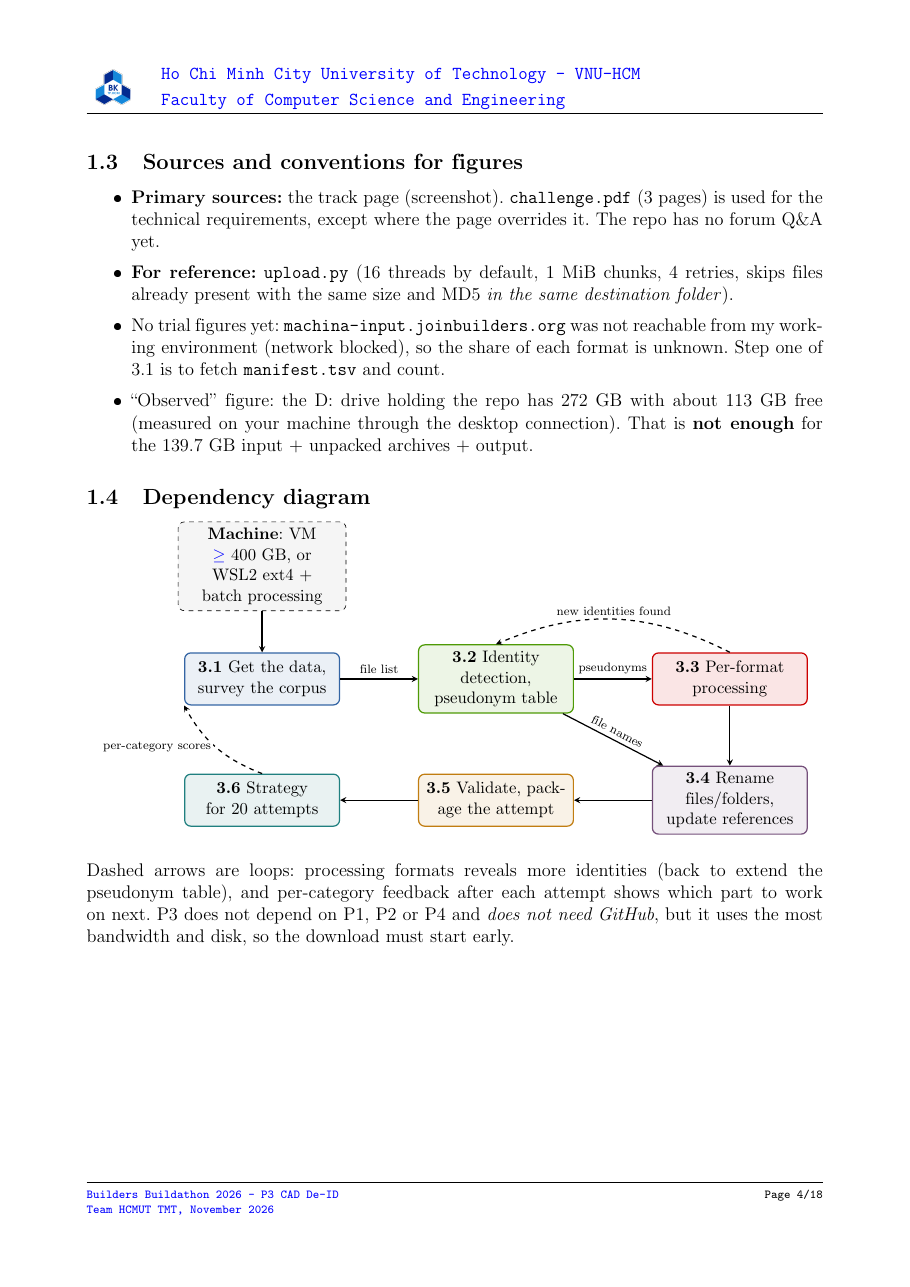 BK
Ho Chi Minh City University of Technology - VNU-HCM
Faculty of Computer Science and Engineering
1.3 Sources and conventions for figures
• Primary sources: the track page (screenshot). challenge.pdf (3 pages) is used for the
technical requirements, except where the page overrides it. The repo has no forum Q&A
yet.
• For reference: upload.py (16 threads by default, 1 MiB chunks, 4 retries, skips files
already present with the same size and MD5 in the same destination folder).
• No trial figures yet: machina-input.joinbuilders.org was not reachable from my work-
ing environment (network blocked), so the share of each format is unknown. Step one of
3.1 is to fetch manifest.tsv and count.
• “Observed” figure: the D: drive holding the repo has 272 GB with about 113 GB free
(measured on your machine through the desktop connection). That is not enough for
the 139.7 GB input + unpacked archives + output.
1.4 Dependency diagram
Machine: VM
≥ 400 GB, or
WSL2 ext4 +
batch processing
new identities found
3.1 Get the data,
survey the corpus
file list
3.2 Identity
detection,
pseudonym table
pseudonyms
3.3 Per-format
processing
file names
per-category scores
3.6 Strategy
for 20 attempts
3.5 Validate, pack-
age the attempt
3.4 Rename
files/folders,
update references
Dashed arrows are loops: processing formats reveals more identities (back to extend the
pseudonym table), and per-category feedback after each attempt shows which part to work
on next. P3 does not depend on P1, P2 or P4 and does not need GitHub, but it uses the most
bandwidth and disk, so the download must start early.
Builders Buildathon 2026 - P3 CAD De-ID
Team HCMUT TMT, November 2026
Page 4/18